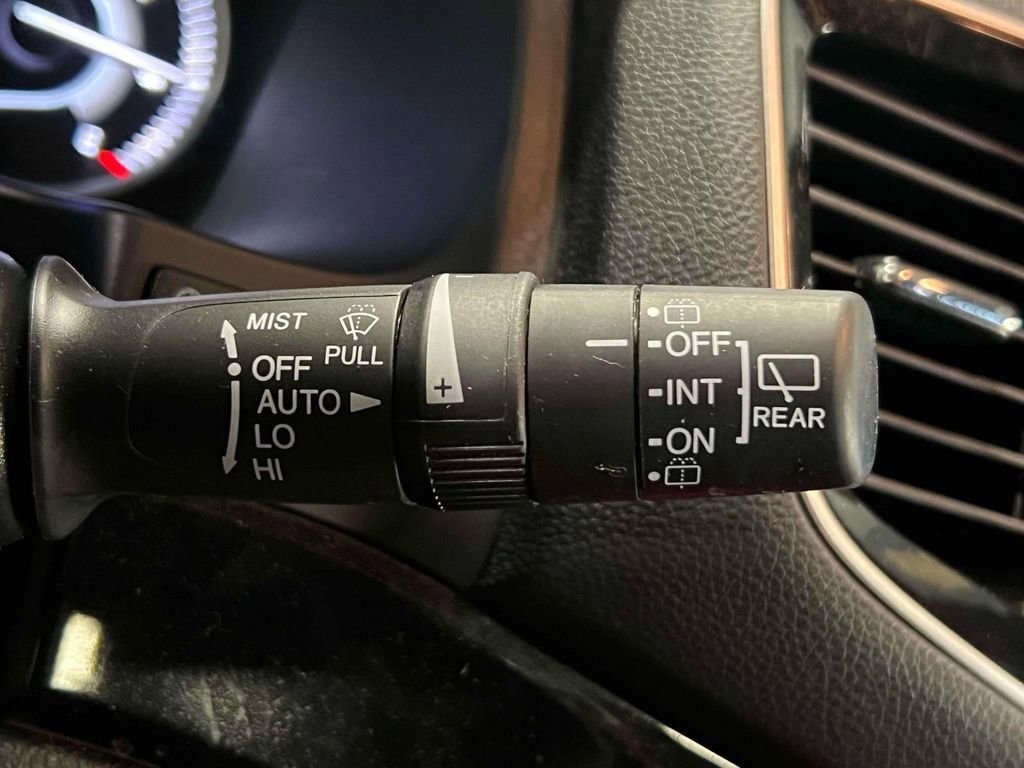 MIST
PULL
OFF
AUTO
LO
HI
+
OFF
INT
ON
REAR